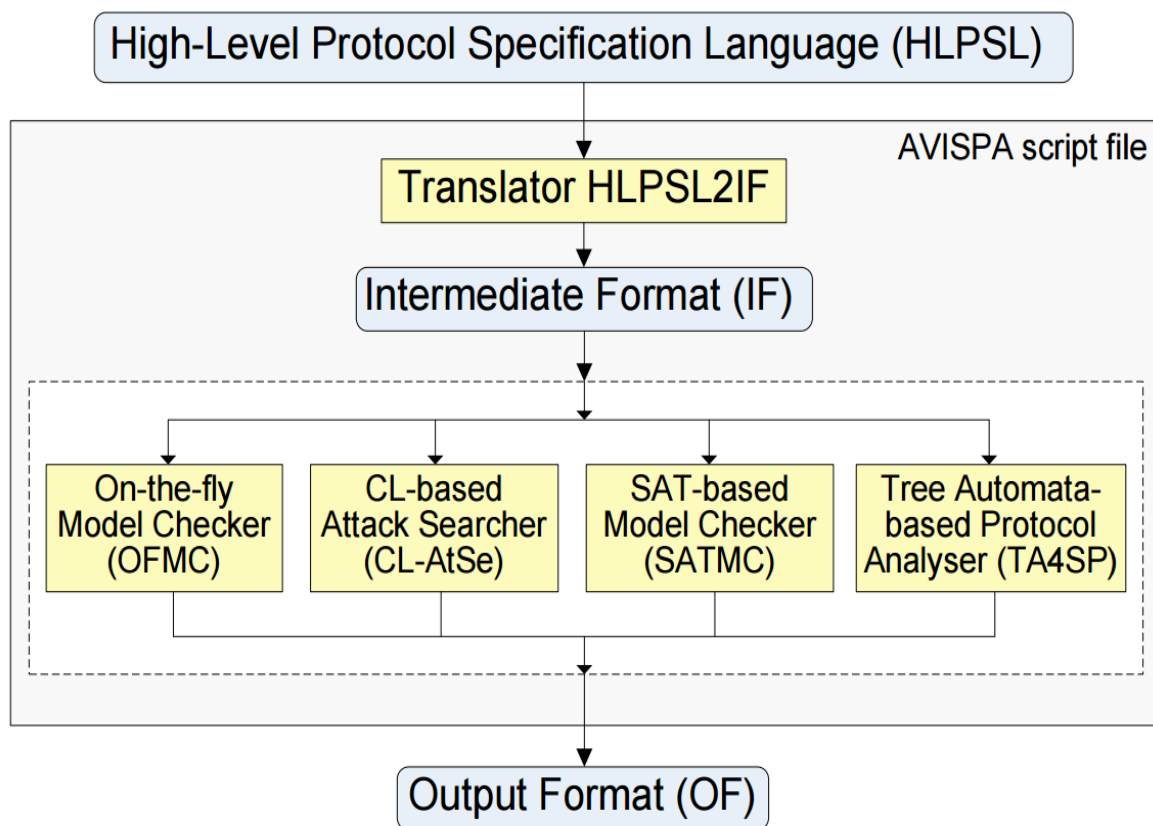 High-Level Protocol Specification Language (HLPSL)
AVISPA script file
Translator HLPSL2IF
Intermediate Format (IF)
On-the-fly
Model Checker
(OFMC)
CL-based
Attack Searcher
(CL-AtSe)
SAT-based
Model Checker
(SATMC)
Tree Automata-
based Protocol
Analyser (TA4SP)
Output Format (OF)